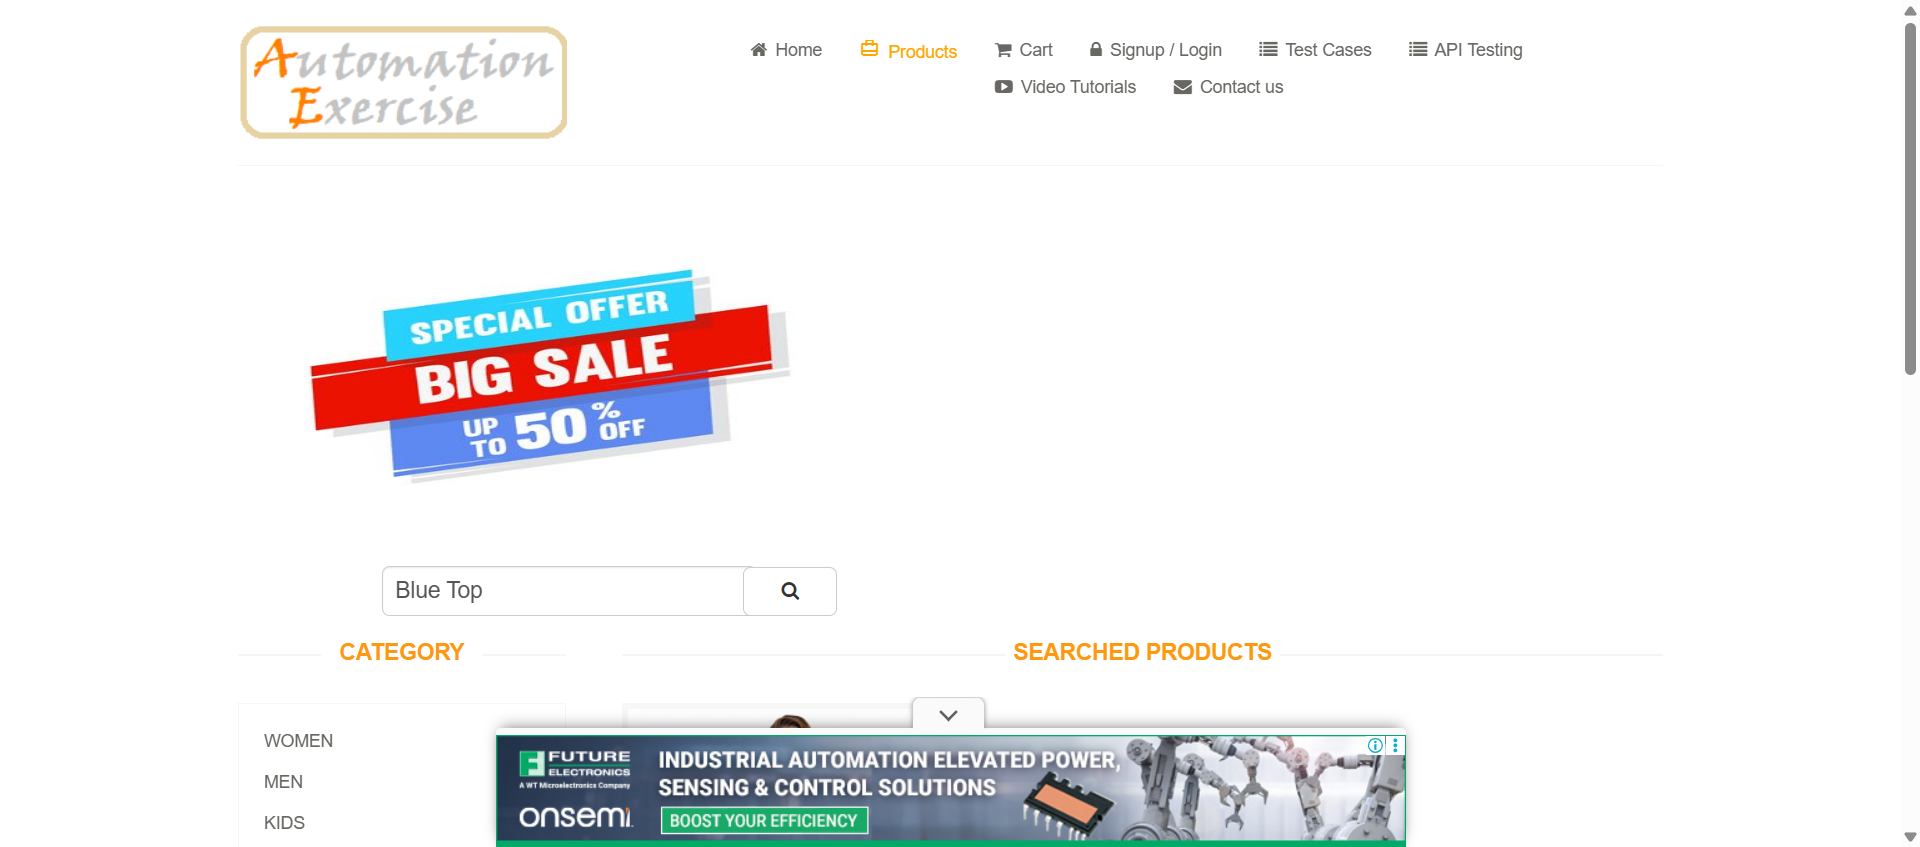 Automation
Exercise
Home
Products
Cart
Signup / Login
Test Cases
API Testing
Video Tutorials
Contact us
SPECIAL OFFER
BIG SALE
UP TO 50% OFF
Blue Top
CATEGORY
SEARCHED PRODUCTS
WOMEN
MEN
KIDS
FUTURE
ELECTRONICS
A WT Microelectronics Company
onsemi
INDUSTRIAL AUTOMATION ELEVATED POWER,
SENSING & CONTROL SOLUTIONS
BOOST YOUR EFFICIENCY